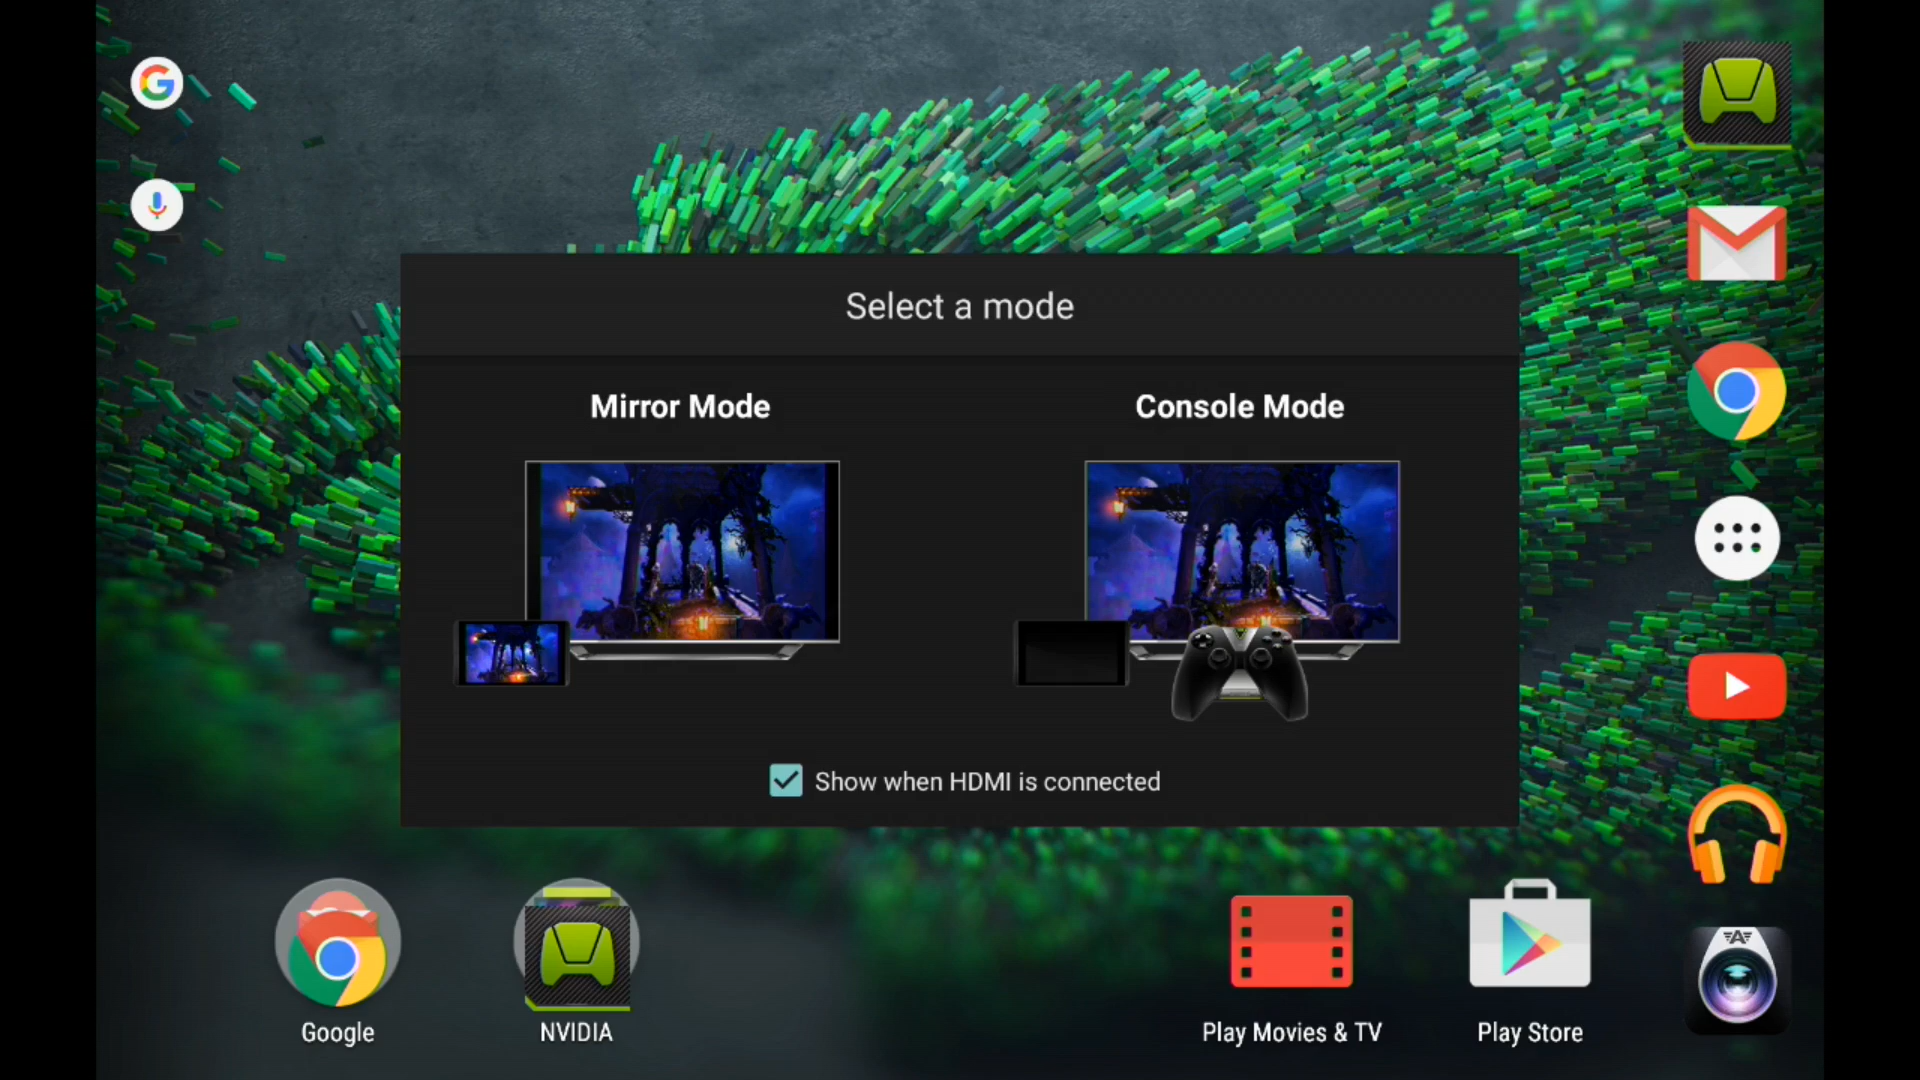 Select a mode
Mirror Mode
Console Mode
Show when HDMI is connected
Google
NVIDIA
Play Movies & TV
Play Store